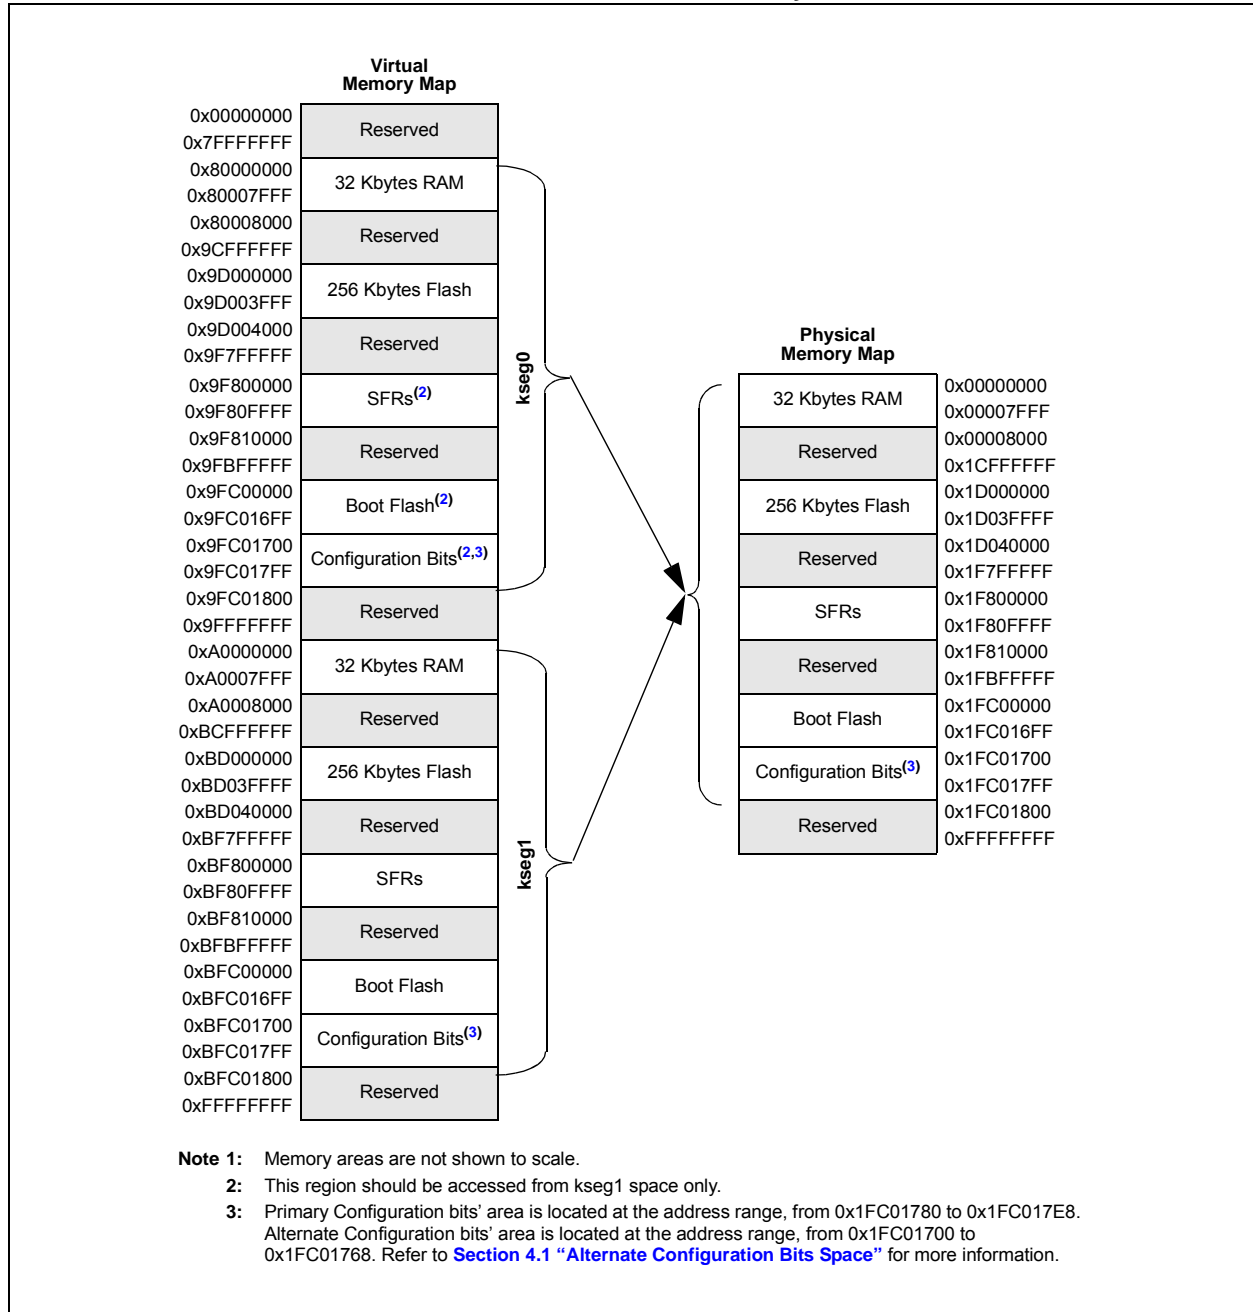 Virtual
Memory Map
0x00000000
Reserved
0x7FFFFFFF
0x80000000
32 Kbytes RAM
0x80007FFF
0x80008000
Reserved
0x9CFFFFFF
0x9D000000
256 Kbytes Flash
0x9D003FFF
0x9D004000
Reserved
0x9F7FFFFF
0x9F800000
SFRs(2)
0x9F80FFFF
0x9F810000
Reserved
0x9FBFFFFF
0x9FC00000
Boot Flash(2)
0x9FC016FF
0x9FC01700
Configuration Bits(2,3)
0x9FC017FF
0x9FC01800
Reserved
0x9FFFFFFF
0xA0000000
32 Kbytes RAM
0xA0007FFF
0xA0008000
Reserved
0xBCFFFFFF
0xBD000000
256 Kbytes Flash
0xBD03FFFF
0xBD040000
Reserved
0xBF7FFFFF
0xBF800000
SFRs
0xBF80FFFF
0xBF810000
Reserved
0xBFBFFFFF
0xBFC00000
Boot Flash
0xBFC016FF
0xBFC01700
Configuration Bits(3)
0xBFC017FF
0xBFC01800
Reserved
0xFFFFFFFF
kseg0
kseg1
Physical
Memory Map
32 Kbytes RAM
0x00000000
0x00007FFF
Reserved
0x00008000
0x1CFFFFFF
256 Kbytes Flash
0x1D000000
0x1D03FFFF
Reserved
0x1D040000
0x1F7FFFFF
SFRs
0x1F800000
0x1F80FFFF
Reserved
0x1F810000
0x1FBFFFFF
Boot Flash
0x1FC00000
0x1FC016FF
Configuration Bits(3)
0x1FC01700
0x1FC017FF
Reserved
0x1FC01800
0xFFFFFFFF
Note 1: Memory areas are not shown to scale.
2: This region should be accessed from kseg1 space only.
3: Primary Configuration bits’ area is located at the address range, from 0x1FC01780 to 0x1FC017E8.
Alternate Configuration bits’ area is located at the address range, from 0x1FC01700 to
0x1FC01768. Refer to Section 4.1 “Alternate Configuration Bits Space” for more information.